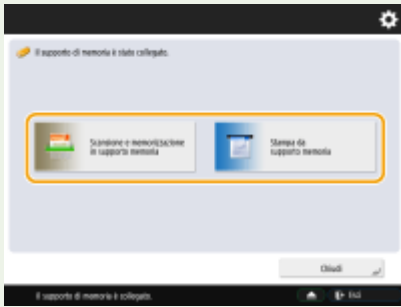 Il supporto di memoria è stato collegato.
Scansione e memorizzazione
in supporto memoria
Stampa da
supporto memoria
Chiudi
Il supporto di memoria è collegato.
Esci